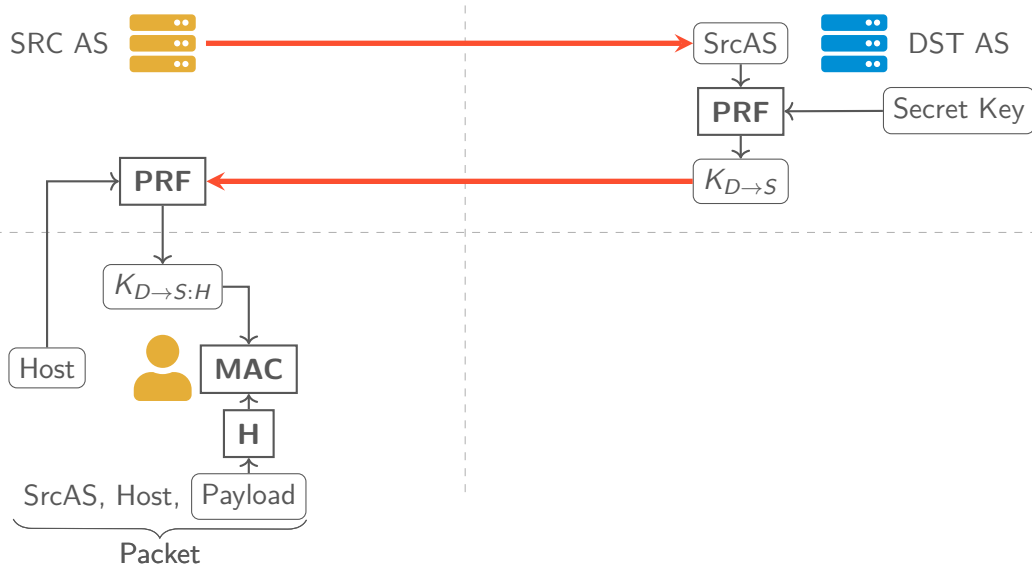 SRC AS
SrcAS
DST AS
PRF
Secret Key
PRF
K_{D→S}
K_{D→S:H}
Host
MAC
H
SrcAS, Host, Payload
Packet